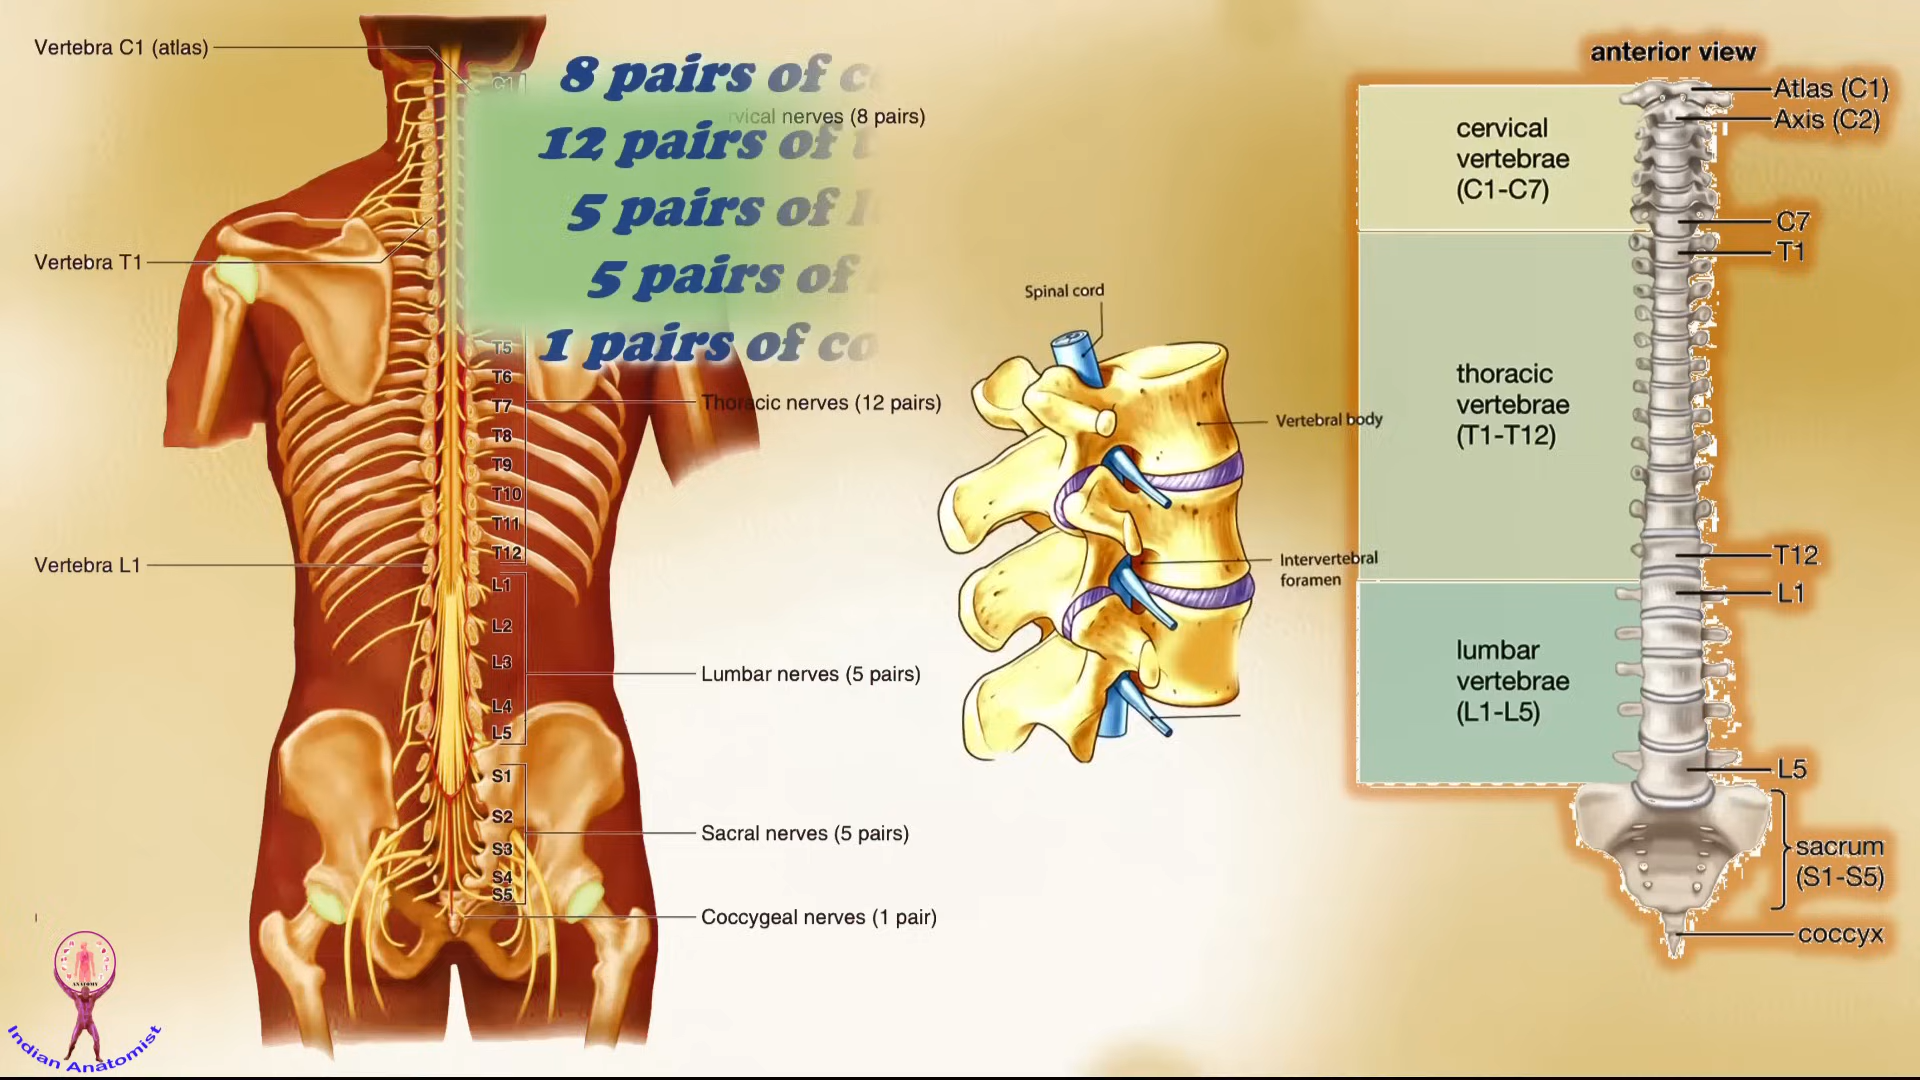 Vertebra C1 (atlas)
C1
8 pairs of
nerves (8 pairs)
12 pairs of
5 pairs of
Vertebra T1
5 pairs of
1 pairs of
T5
T6
T7
T8
T9
T10
T11
T12
Thoracic nerves (12 pairs)
Vertebra L1
L1
L2
L3
L4
L5
Lumbar nerves (5 pairs)
S1
S2
S3
S4
S5
Sacral nerves (5 pairs)
Coccygeal nerves (1 pair)
Spinal cord
Vertebral body
Intervertebral
foramen
anterior view
Atlas (C1)
Axis (C2)
cervical
vertebrae
(C1-C7)
C7
T1
thoracic
vertebrae
(T1-T12)
T12
L1
lumbar
vertebrae
(L1-L5)
L5
sacrum
(S1-S5)
coccyx
ANATOMY
Indian Anatomist